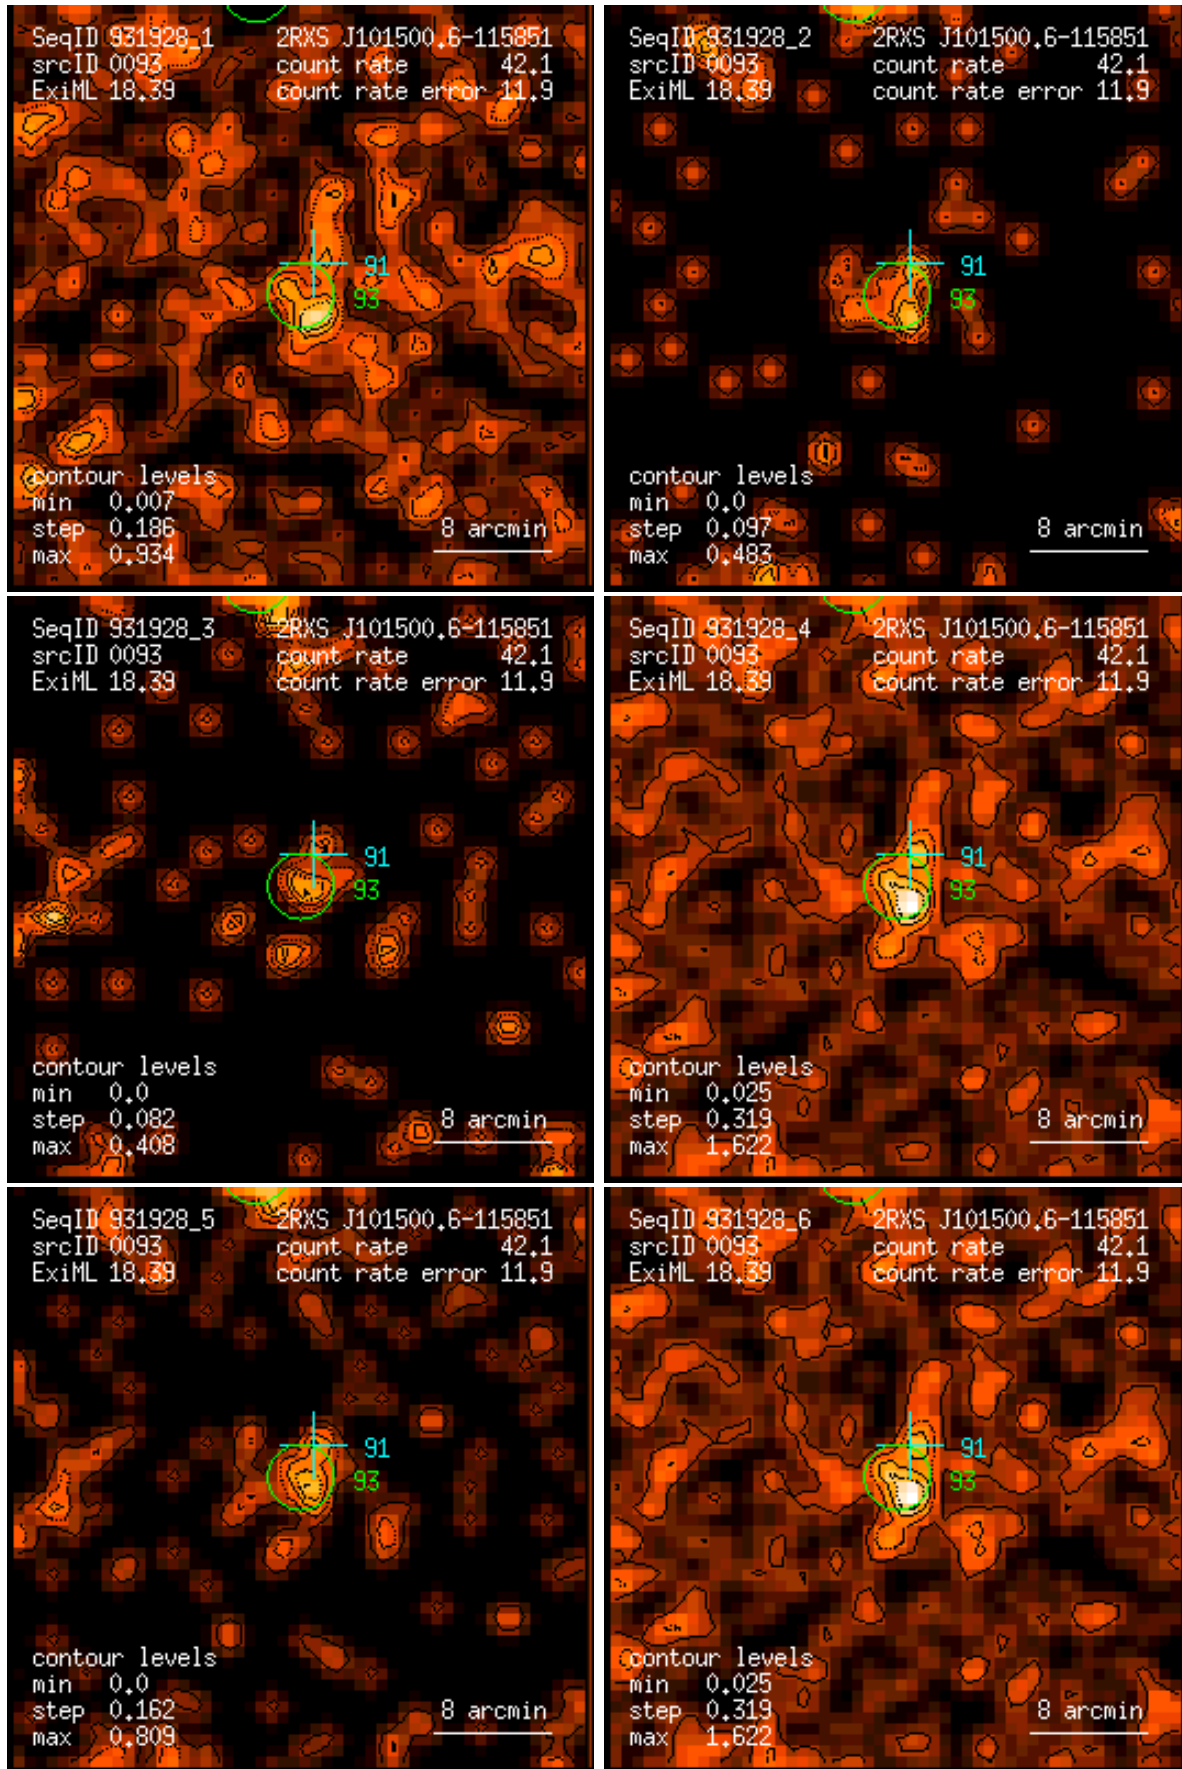 SeqID 931928_1 2RXS J101500.6-115851
srcID 0093 count rate 42.1
ExiML 18.39 count rate error 11.9
91
93
contour levels
min 0.007
step 0.186 8 arcmin
max 0.934
SeqID 931928_2 2RXS J101500.6-115851
srcID 0093 count rate 42.1
ExiML 18.39 count rate error 11.9
91
93
contour levels
min 0.0
step 0.097 8 arcmin
max 0.483
SeqID 931928_3 2RXS J101500.6-115851
srcID 0093 count rate 42.1
ExiML 18.39 count rate error 11.9
91
93
contour levels
min 0.0
step 0.082 8 arcmin
max 0.408
SeqID 931928_4 2RXS J101500.6-115851
srcID 0093 count rate 42.1
ExiML 18.39 count rate error 11.9
91
93
contour levels
min 0.025
step 0.319 8 arcmin
max 1.622
SeqID 931928_5 2RXS J101500.6-115851
srcID 0093 count rate 42.1
ExiML 18.39 count rate error 11.9
91
93
contour levels
min 0.0
step 0.162 8 arcmin
max 0.809
SeqID 931928_6 2RXS J101500.6-115851
srcID 0093 count rate 42.1
ExiML 18.39 count rate error 11.9
91
93
contour levels
min 0.025
step 0.319 8 arcmin
max 1.622